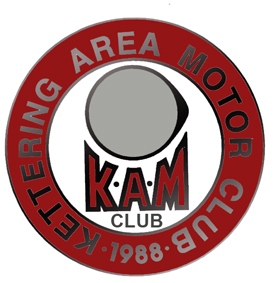 KETTERING AREA MOTOR CLUB
·1988·
K·A·M
CLUB